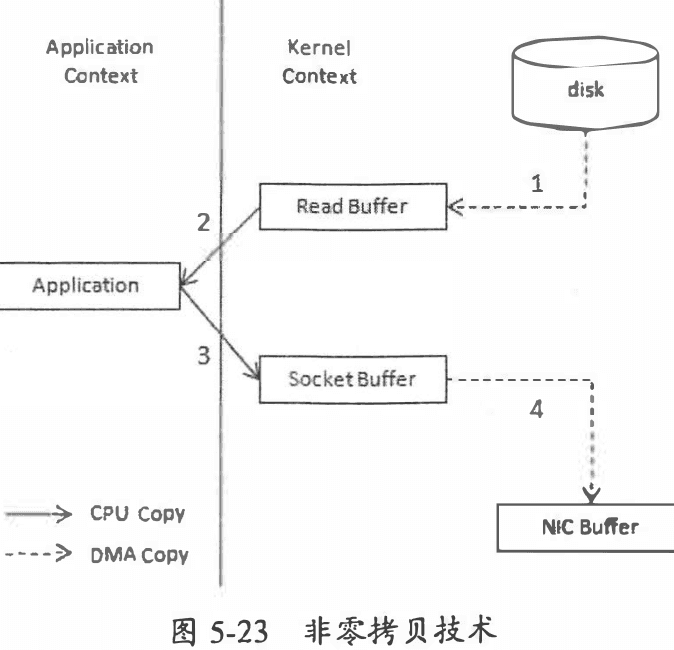 Application
Context
Kernel
Context
disk
1
Read Buffer
2
Application
3
Socket Buffer
4
CPU Copy
NIC Buffer
DMA Copy
图 5-23 非零拷贝技术